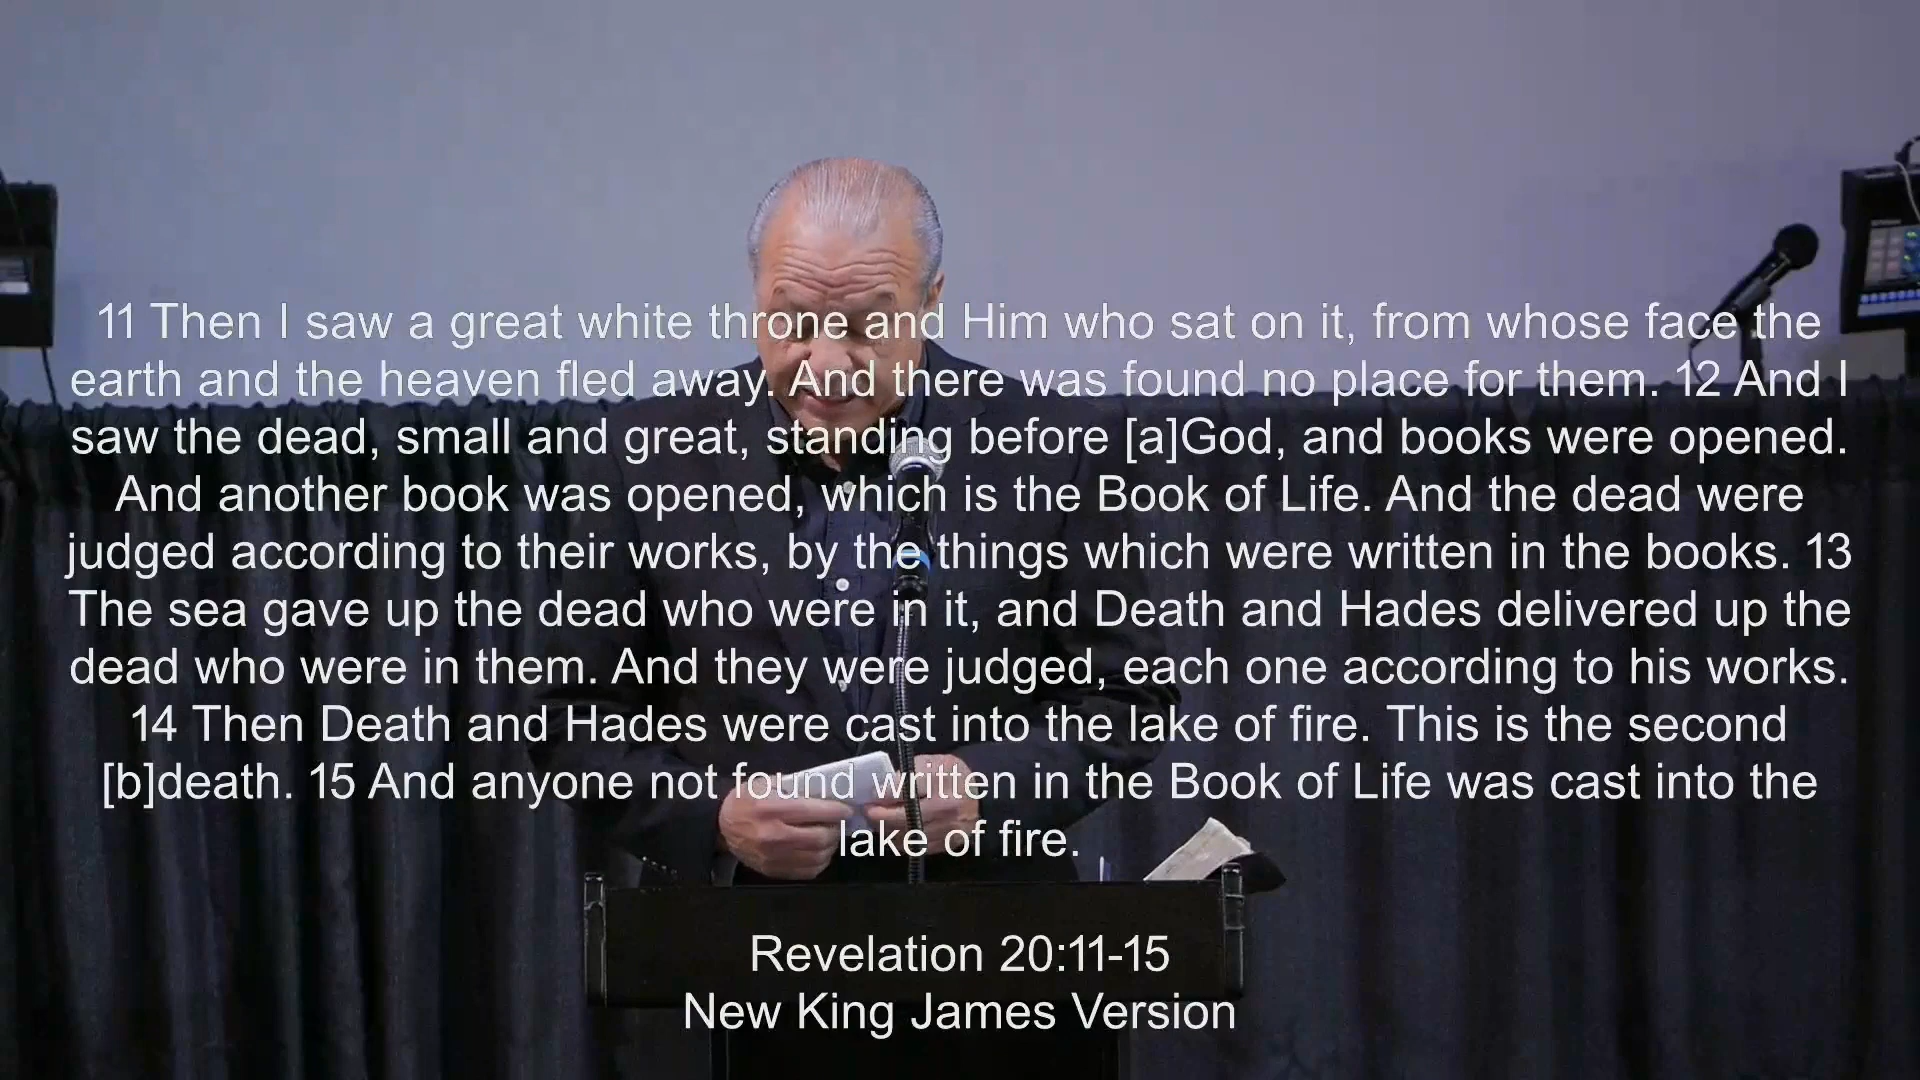 11 Then I saw a great white throne and Him who sat on it, from whose face the
earth and the heaven fled away. And there was found no place for them. 12 And I
saw the dead, small and great, standing before [a]God, and books were opened.
And another book was opened, which is the Book of Life. And the dead were
judged according to their works, by the things which were written in the books. 13
The sea gave up the dead who were in it, and Death and Hades delivered up the
dead who were in them. And they were judged, each one according to his works.
14 Then Death and Hades were cast into the lake of fire. This is the second
[b]death. 15 And anyone not found written in the Book of Life was cast into the
lake of fire.
Revelation 20:11-15
New King James Version